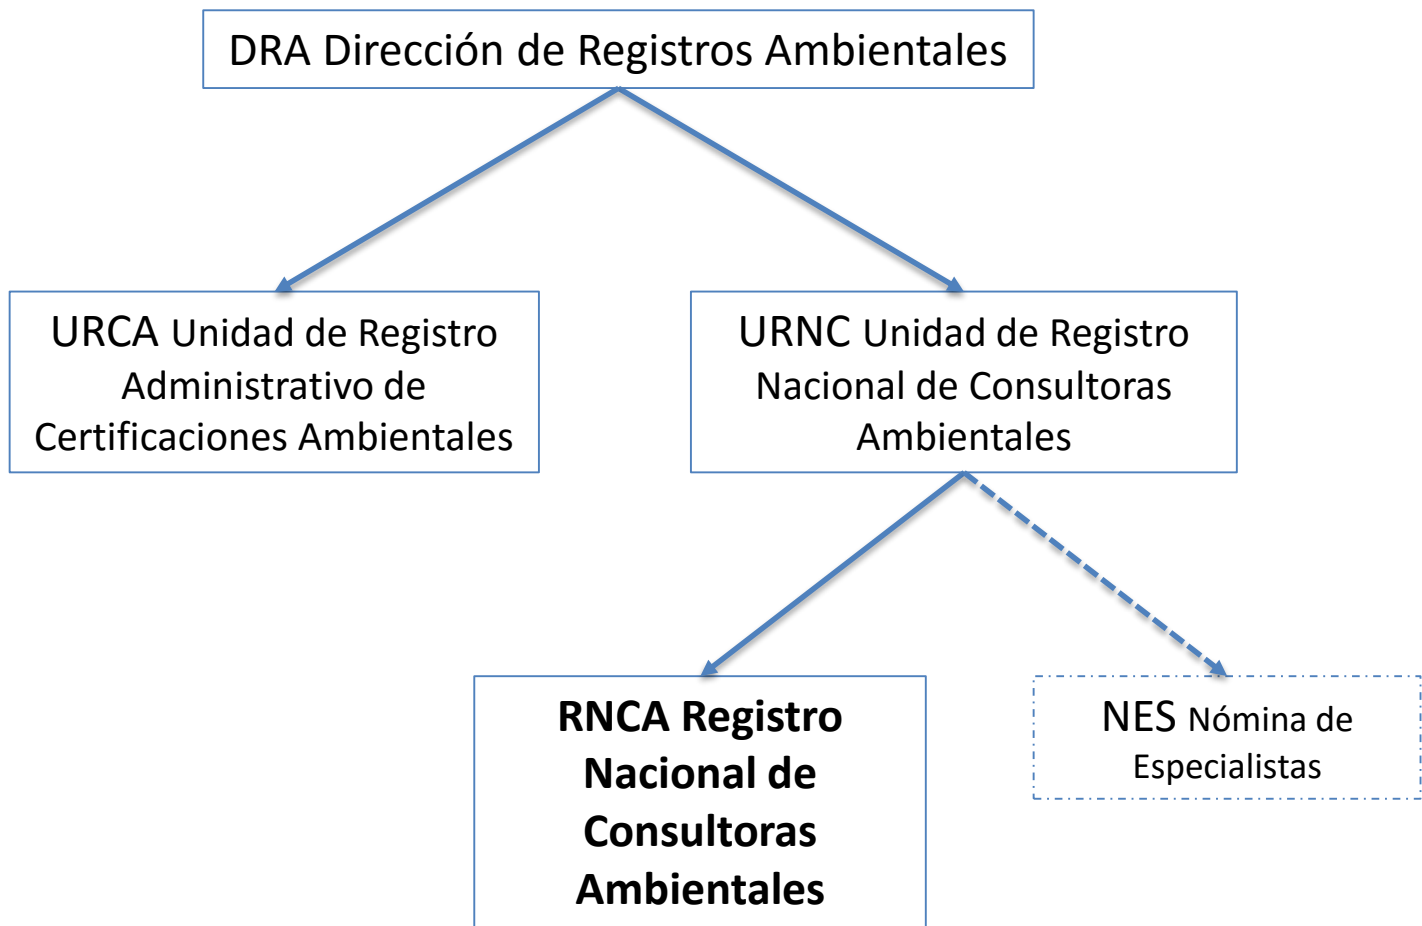 DRA Dirección de Registros Ambientales
URCA Unidad de Registro
Administrativo de
Certificaciones Ambientales
URNC Unidad de Registro
Nacional de Consultoras
Ambientales
RNCA Registro
Nacional de
Consultoras
Ambientales
NES Nómina de
Especialistas